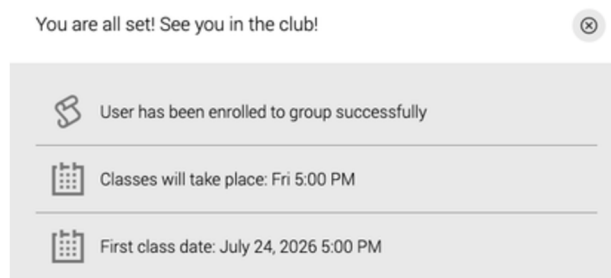 You are all set! See you in the club!
User has been enrolled to group successfully
Classes will take place: Fri 5:00 PM
First class date: July 24, 2026 5:00 PM